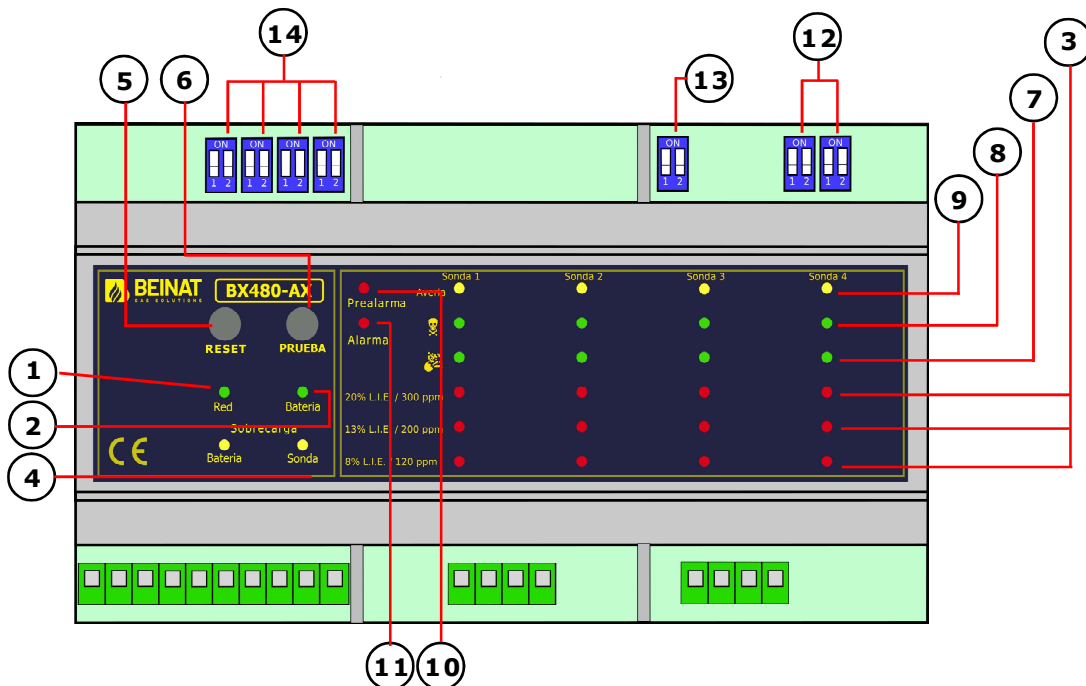 14
12
3
5
6
13
7
8
9
ON
1 2
ON
1 2
ON
1 2
ON
1 2
ON
1 2
ON
1 2
ON
1 2
BEINAT
GAS SOLUTIONS
BX480-AX
RESET
PRUEBA
Red
Bateria
Sobrecarga
Bateria
Sonda
CE
Prealarma
Alarma
Sonda 1
Sonda 2
Sonda 3
Sonda 4
Averia
20% L.I.E. / 300 ppm
13% L.I.E. / 200 ppm
8% L.I.E. / 120 ppm
1
2
4
11
10